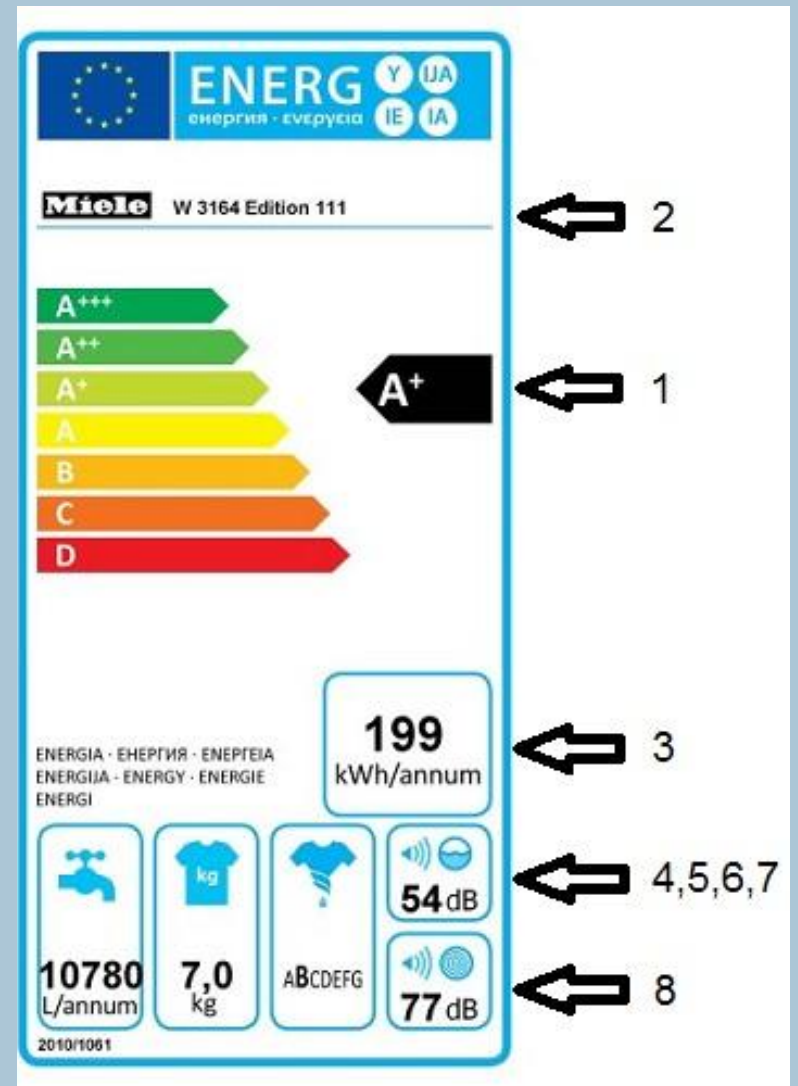 ENERG Y IJA
енергия · ενεργεια IE IA
Miele W 3164 Edition 111
2
A+++
A++
A+
A+
1
A
B
C
D
199
kWh/annum
3
ENERGIA · ЕНЕРГИЯ · ΕΝΕΡΓΕΙΑ
ENERGIJA · ENERGY · ENERGIE
ENERGI
kg
54 dB
4,5,6,7
10780
L/annum
7,0
kg
ABCDEFG
77 dB
8
2010/1061